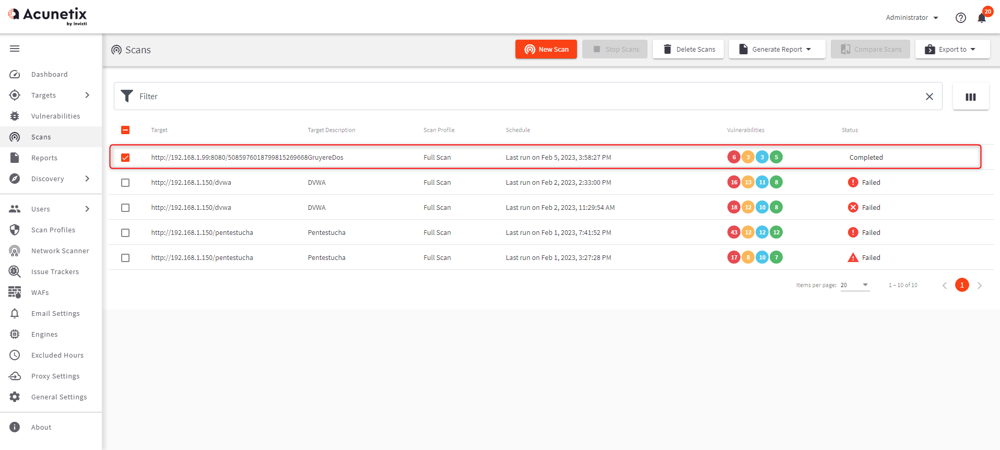 Acunetix
by Invicti
Administrator
20
Scans
New Scan
Stop Scans
Delete Scans
Generate Report
Compare Scans
Export to
Dashboard
Targets
Vulnerabilities
Scans
Reports
Discovery
Users
Scan Profiles
Network Scanner
Issue Trackers
WAFs
Email Settings
Engines
Excluded Hours
Proxy Settings
General Settings
About
Filter
Target Target Description Scan Profile Schedule Vulnerabilities Status
http://192.168.1.99:8080/5085976018799815269668GruyereDos Full Scan Last run on Feb 5, 2023, 3:58:27 PM 6 3 3 5 Completed
http://192.168.1.150/dvwa DVWA Full Scan Last run on Feb 2, 2023, 2:33:00 PM 16 13 11 8 Failed
http://192.168.1.150/dvwa DVWA Full Scan Last run on Feb 2, 2023, 11:29:54 AM 18 12 10 8 Failed
http://192.168.1.150/pentestucha Pentestucha Full Scan Last run on Feb 1, 2023, 7:41:52 PM 43 12 12 12 Failed
http://192.168.1.150/pentestucha Pentestucha Full Scan Last run on Feb 1, 2023, 3:27:28 PM 17 8 10 7 Failed
Items per page: 20 1 – 10 of 10 1